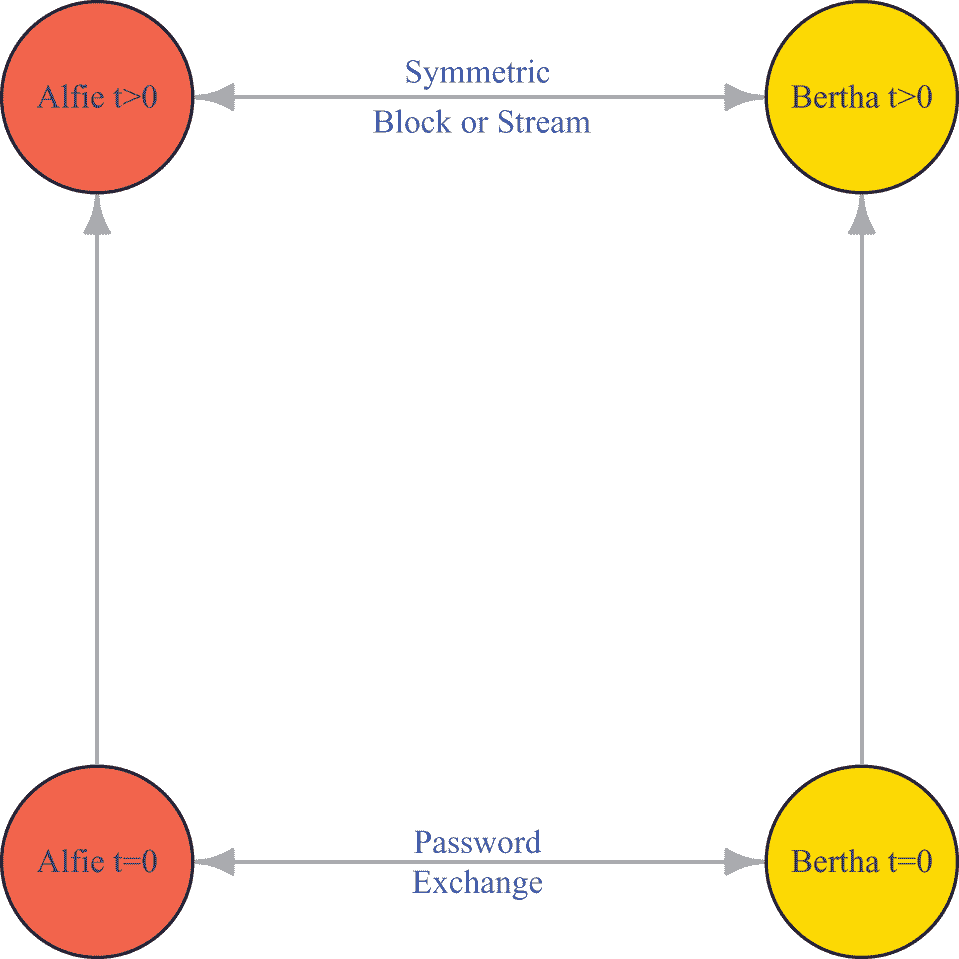 Symmetric
Alfie t>0
Bertha t>0
Block or Stream
Password
Alfie t=0
Bertha t=0
Exchange